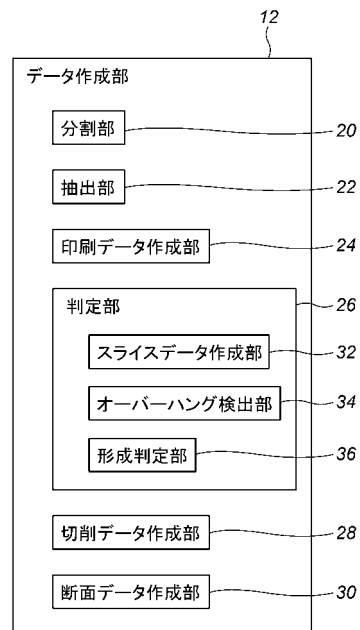 12
データ作成部
分割部 20
抽出部 22
印刷データ作成部 24
判定部 26
スライスデータ作成部 32
オーバーハング検出部 34
形成判定部 36
切削データ作成部 28
断面データ作成部 30